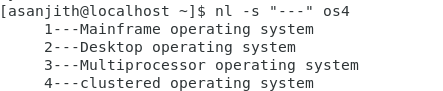 [asanjith@localhost ~]$ nl -s "---" os4
     1---Mainframe operating system
     2---Desktop operating system
     3---Multiprocessor operating system
     4---clustered operating system